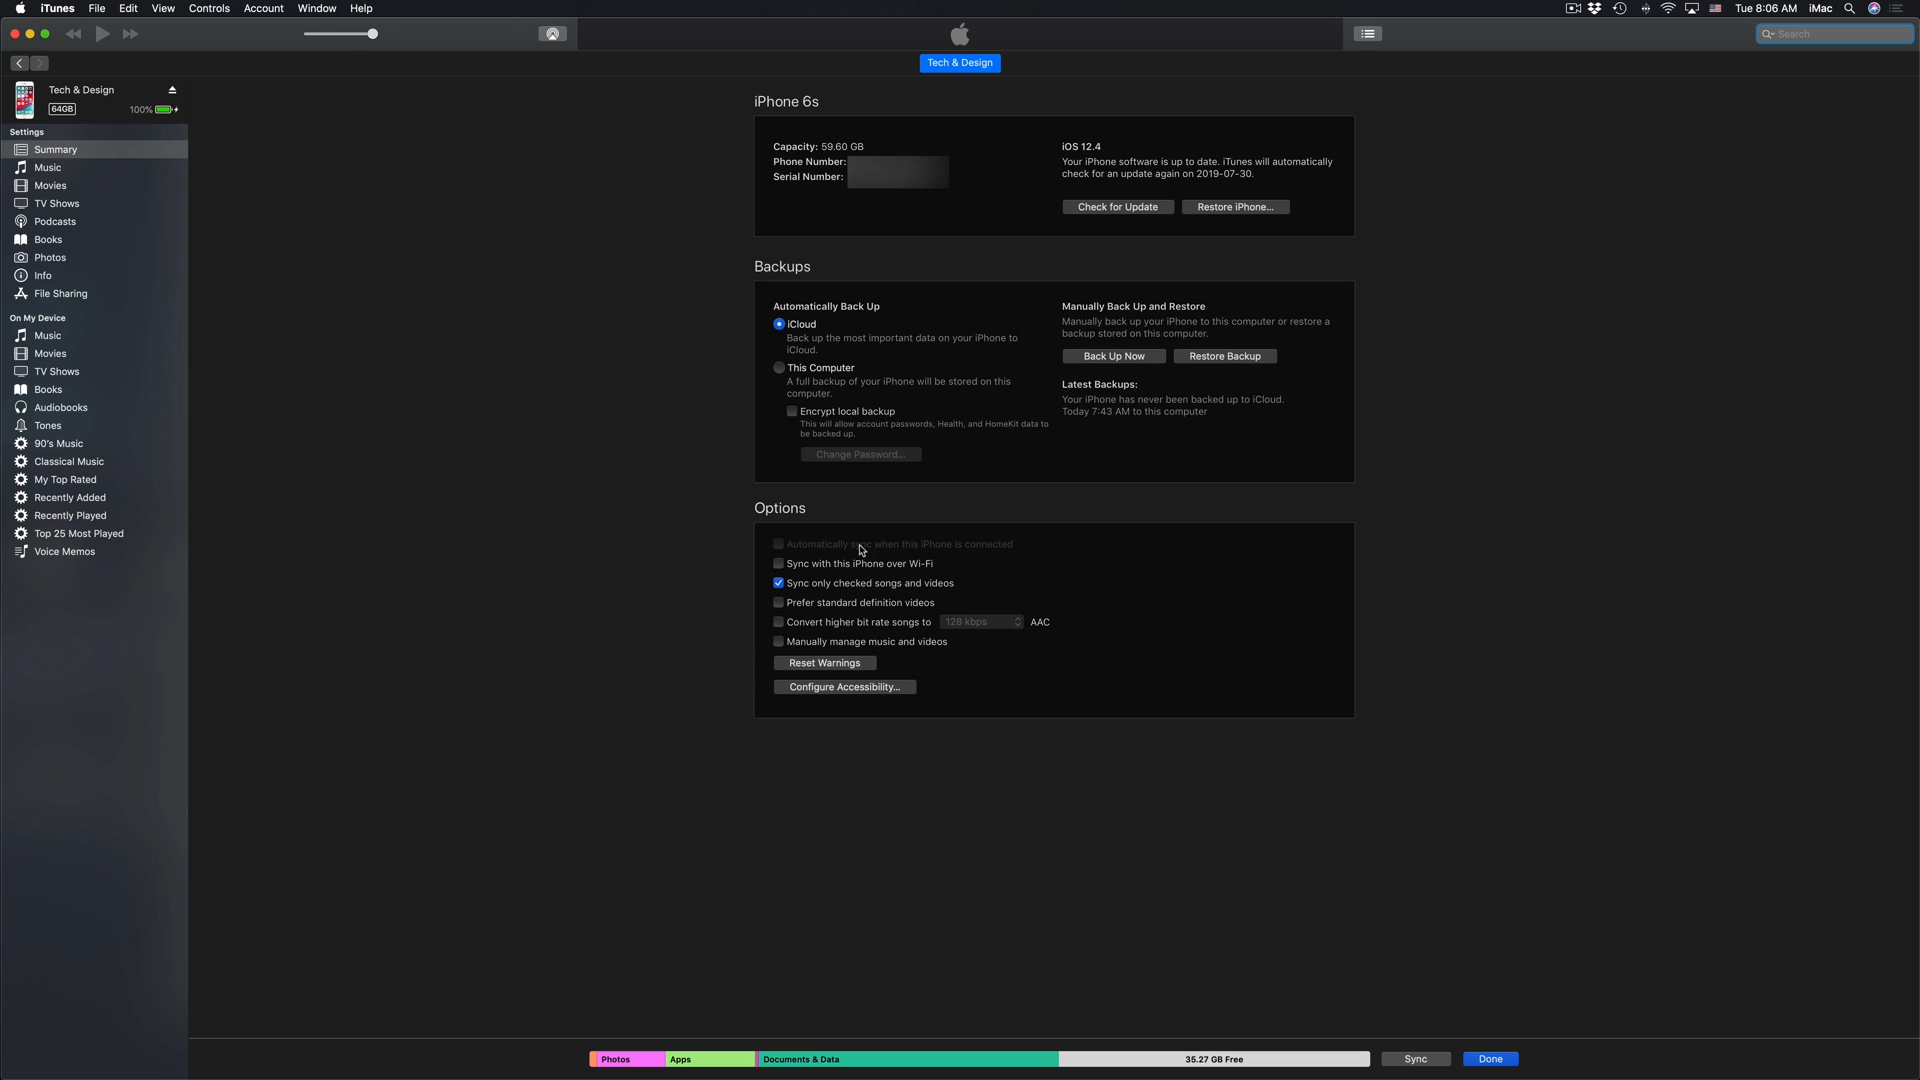 iTunes File Edit View Controls Account Window Help
Tue 8:06 AM iMac
Search
Tech & Design
Tech & Design
64GB 100%
Settings
Summary
Music
Movies
TV Shows
Podcasts
Books
Photos
Info
File Sharing
On My Device
Music
Movies
TV Shows
Books
Audiobooks
Tones
90's Music
Classical Music
My Top Rated
Recently Added
Recently Played
Top 25 Most Played
Voice Memos
iPhone 6s
Capacity: 59.60 GB
Phone Number:
Serial Number:
iOS 12.4
Your iPhone software is up to date. iTunes will automatically
check for an update again on 2019-07-30.
Check for Update Restore iPhone...
Backups
Automatically Back Up
iCloud
Back up the most important data on your iPhone to
iCloud.
This Computer
A full backup of your iPhone will be stored on this
computer.
Encrypt local backup
This will allow account passwords, Health, and HomeKit data to
be backed up.
Change Password...
Manually Back Up and Restore
Manually back up your iPhone to this computer or restore a
backup stored on this computer.
Back Up Now Restore Backup
Latest Backups:
Your iPhone has never been backed up to iCloud.
Today 7:43 AM to this computer
Options
Automatically sync when this iPhone is connected
Sync with this iPhone over Wi-Fi
Sync only checked songs and videos
Prefer standard definition videos
Convert higher bit rate songs to 128 kbps AAC
Manually manage music and videos
Reset Warnings
Configure Accessibility...
Photos Apps Documents & Data 35.27 GB Free Sync Done